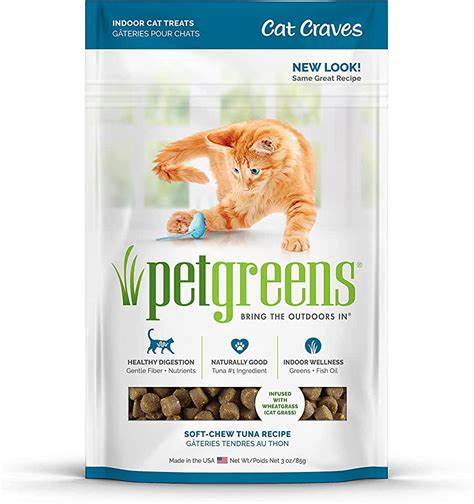 INDOOR CAT TREATS
GÂTERIES POUR CHATS
Cat Craves
NEW LOOK!
Same Great Recipe
petgreens®
BRING THE OUTDOORS IN®
HEALTHY DIGESTION
Gentle Fiber • Nutrients
NATURALLY GOOD
Tuna #1 Ingredient
INDOOR WELLNESS
Greens • Fish Oil
INFUSED
WITH
WHEATGRASS
(CAT GRASS)
SOFT-CHEW TUNA RECIPE
GÂTERIES TENDRES AU THON
Made in the USA Net Wt/Poids Net 3 oz/85g